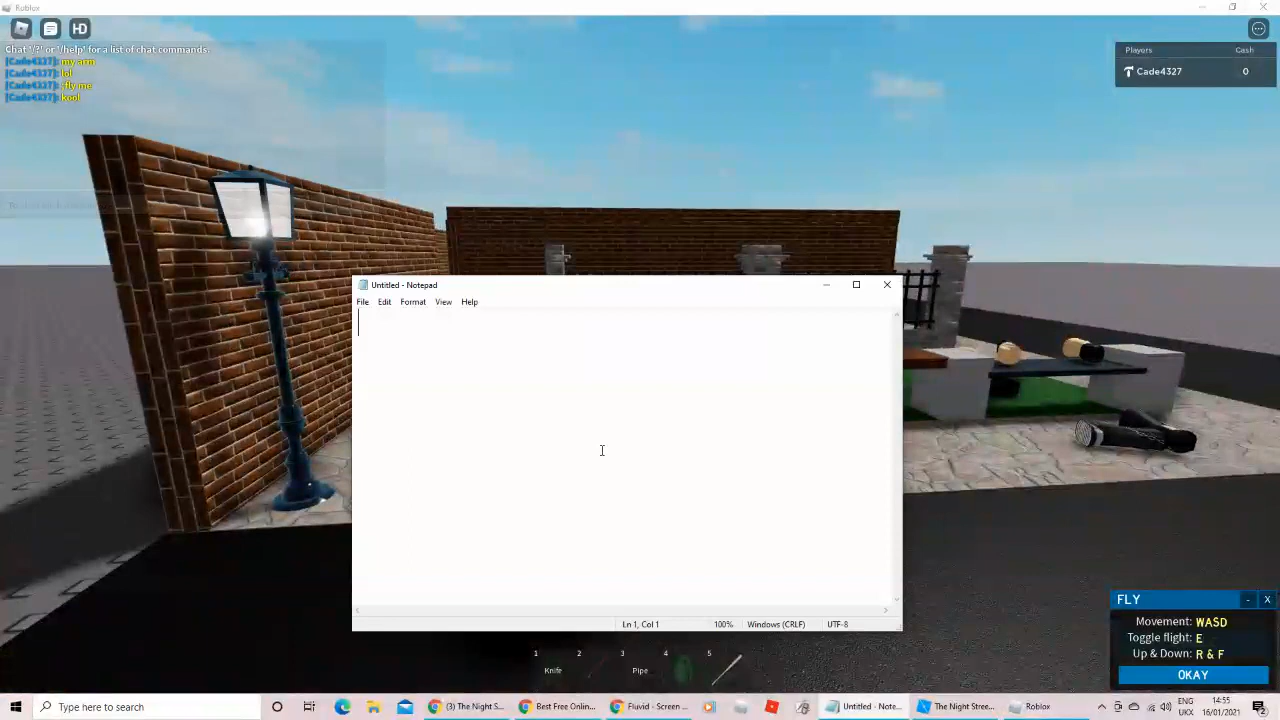 Roblox
HD
Chat '/?' or '/help' for a list of chat commands.
[Cade4327]: my arm
[Cade4327]: lol
[Cade4327]: ;fly me
[Cade4327]: kool
Players Cash
Cade4327 0
Untitled - Notepad
File Edit Format View Help
Ln 1, Col 1 100% Windows (CRLF) UTF-8
1 2 3 4 5
Knife Pipe
FLY - X
Movement: WASD
Toggle flight: E
Up & Down: R & F
OKAY
Type here to search
(3) The Night S...
Best Free Onlin...
Fluvid - Screen ...
Untitled - Note...
The Night Stree...
Roblox
ENG
UKX
14:55
16/01/2021
2